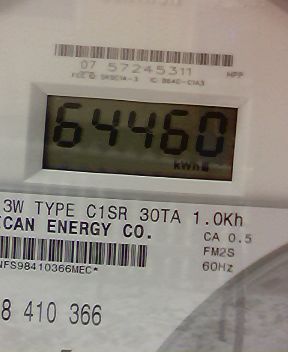 07 57245311 HPP
64460
kWh
3W TYPE C1SR 30TA 1.0Kh
CAN ENERGY CO.
CA 0.5
FM2S
60Hz
NFS98410366MEC*
8 410 366